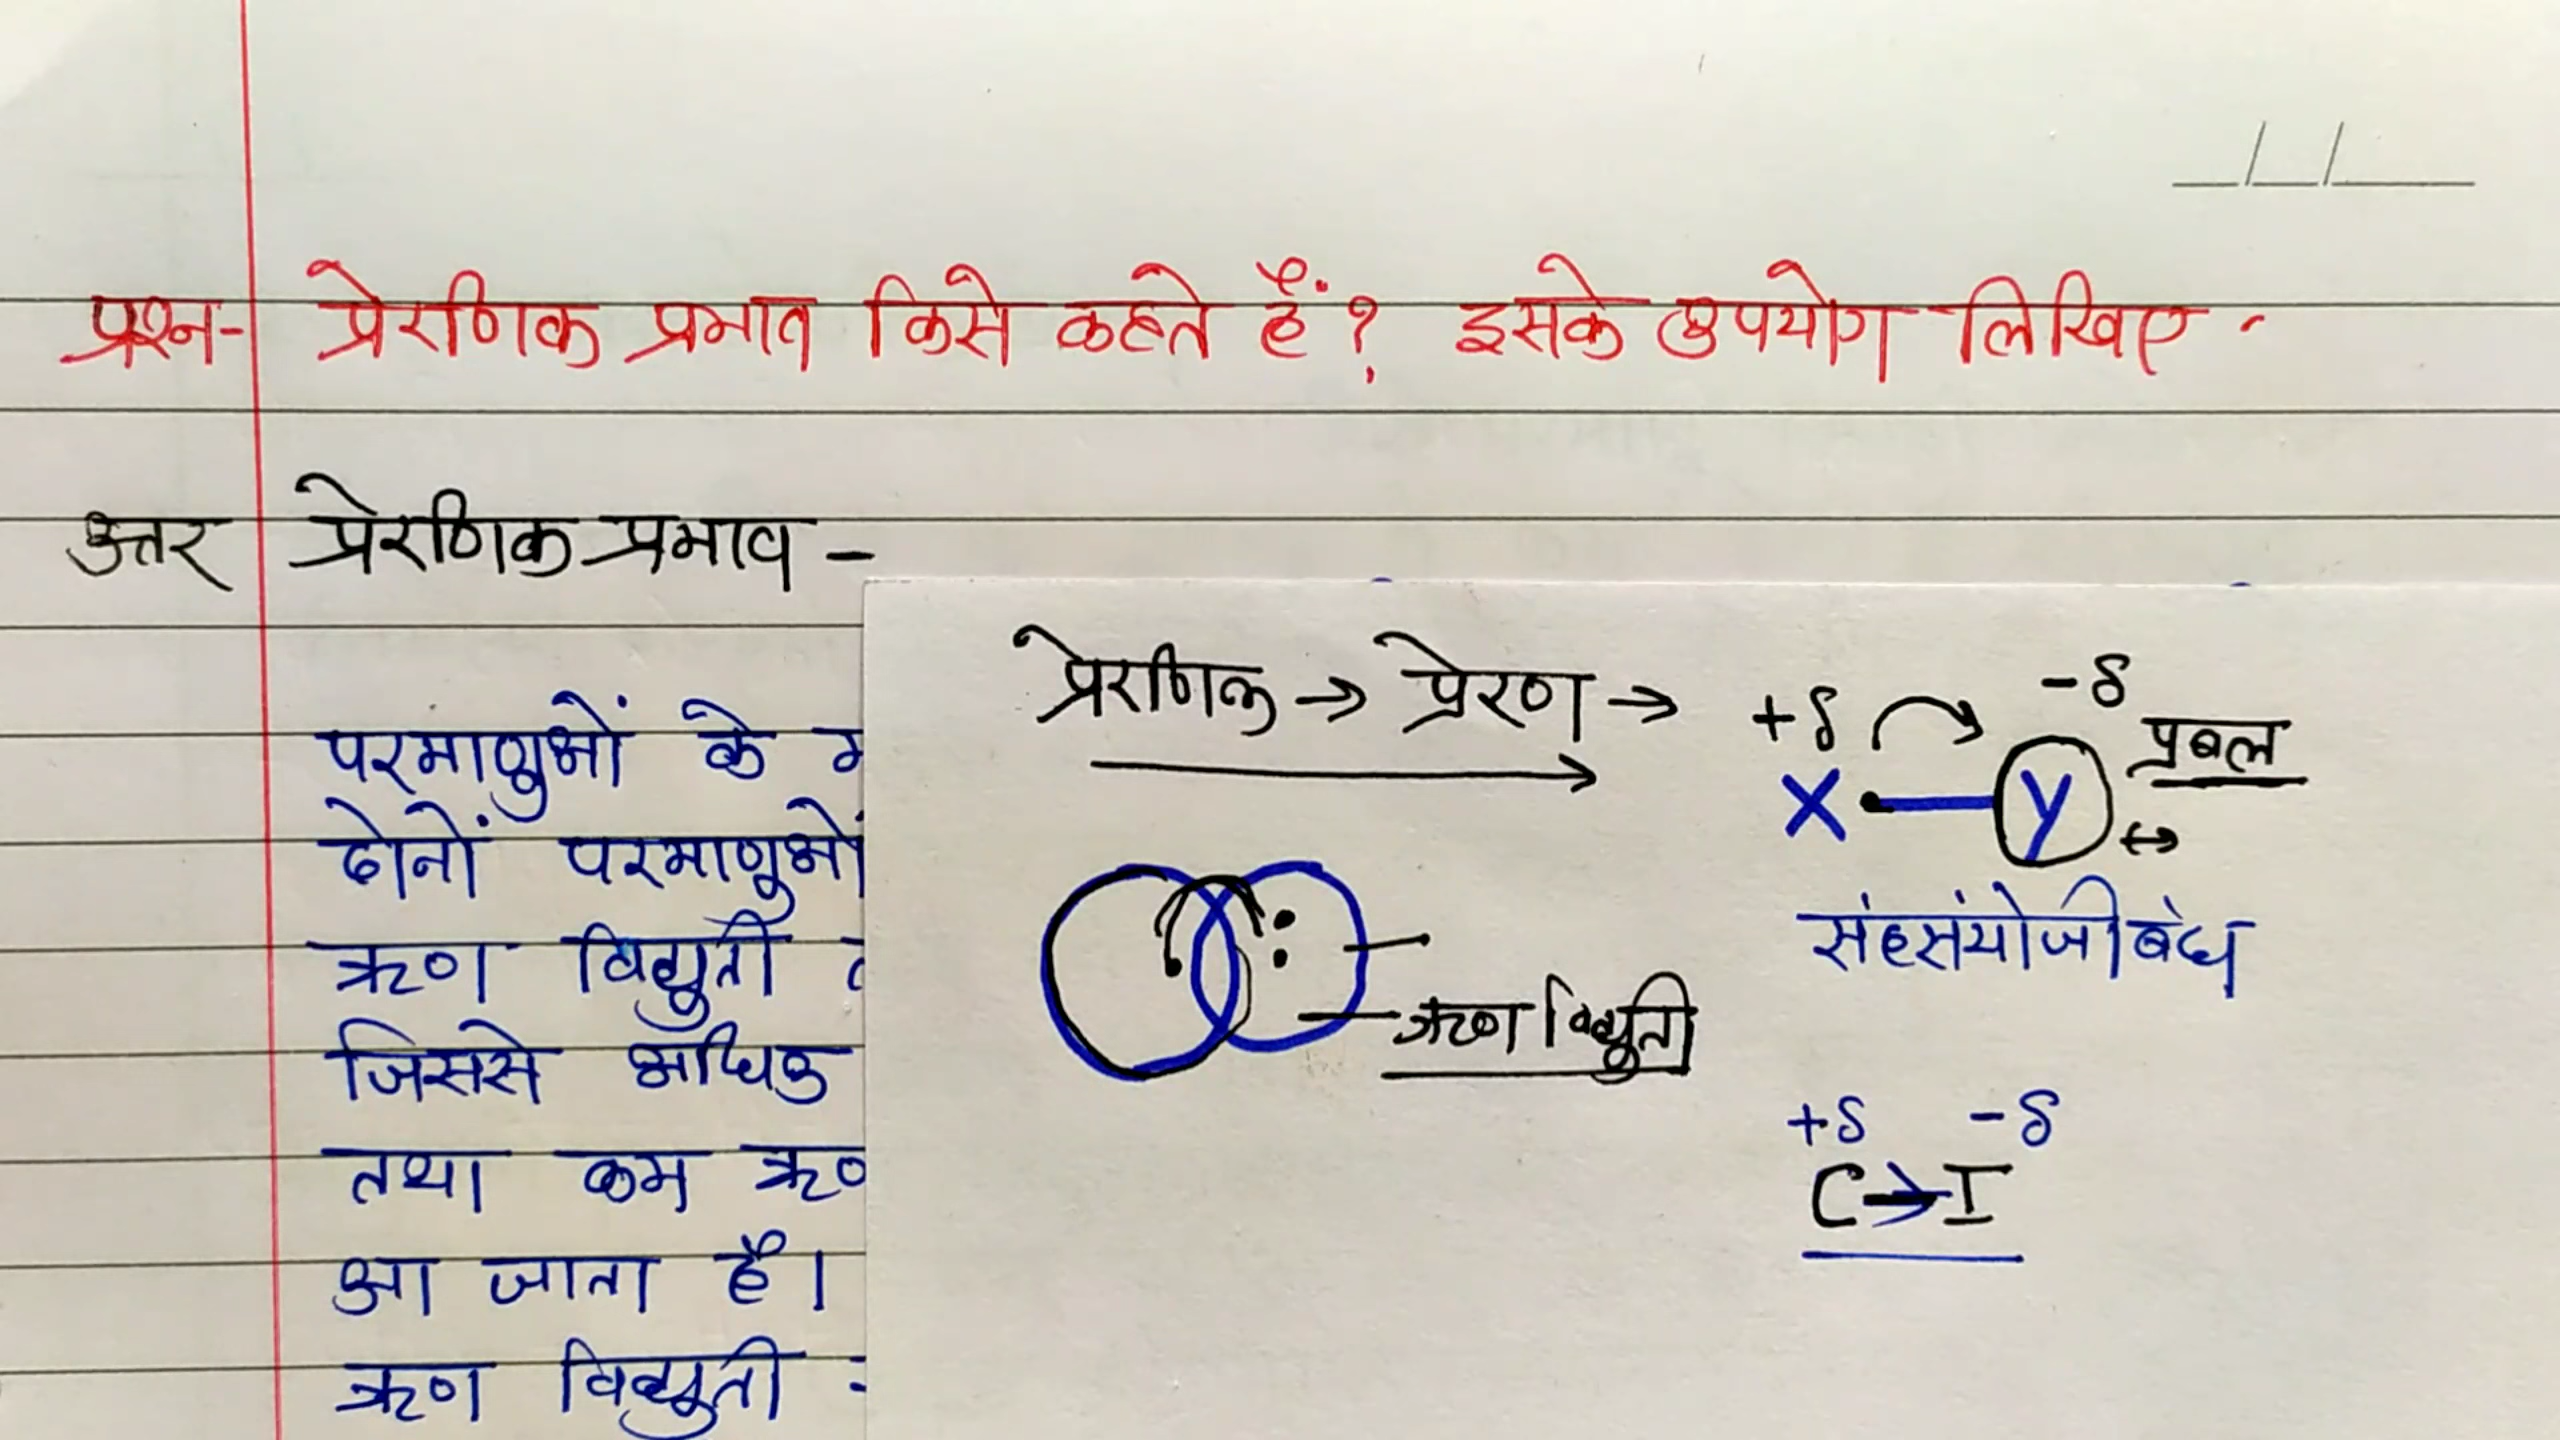 प्रश्न- प्रेरणिक प्रभाव किसे कहते हैं? इसके उपयोग लिखिए -
उत्तर प्रेरणिक प्रभाव -
परमाणुओं के
दोनों परमाणुओं
ऋण विद्युती
जिससे अधिक
तथा कम ऋण
आ जाता है।
ऋण विद्युती
प्रेरणिक → प्रेरण →
+δ -δ
X Y प्रबल
संहसंयोजी बंध
ऋण विद्युती
+δ -δ
C→I